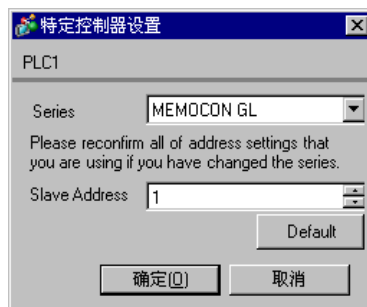 特定控制器设置
PLC1
Series MEMOCON GL
Please reconfirm all of address settings that
you are using if you have changed the series.
Slave Address 1
Default
确定(O) 取消